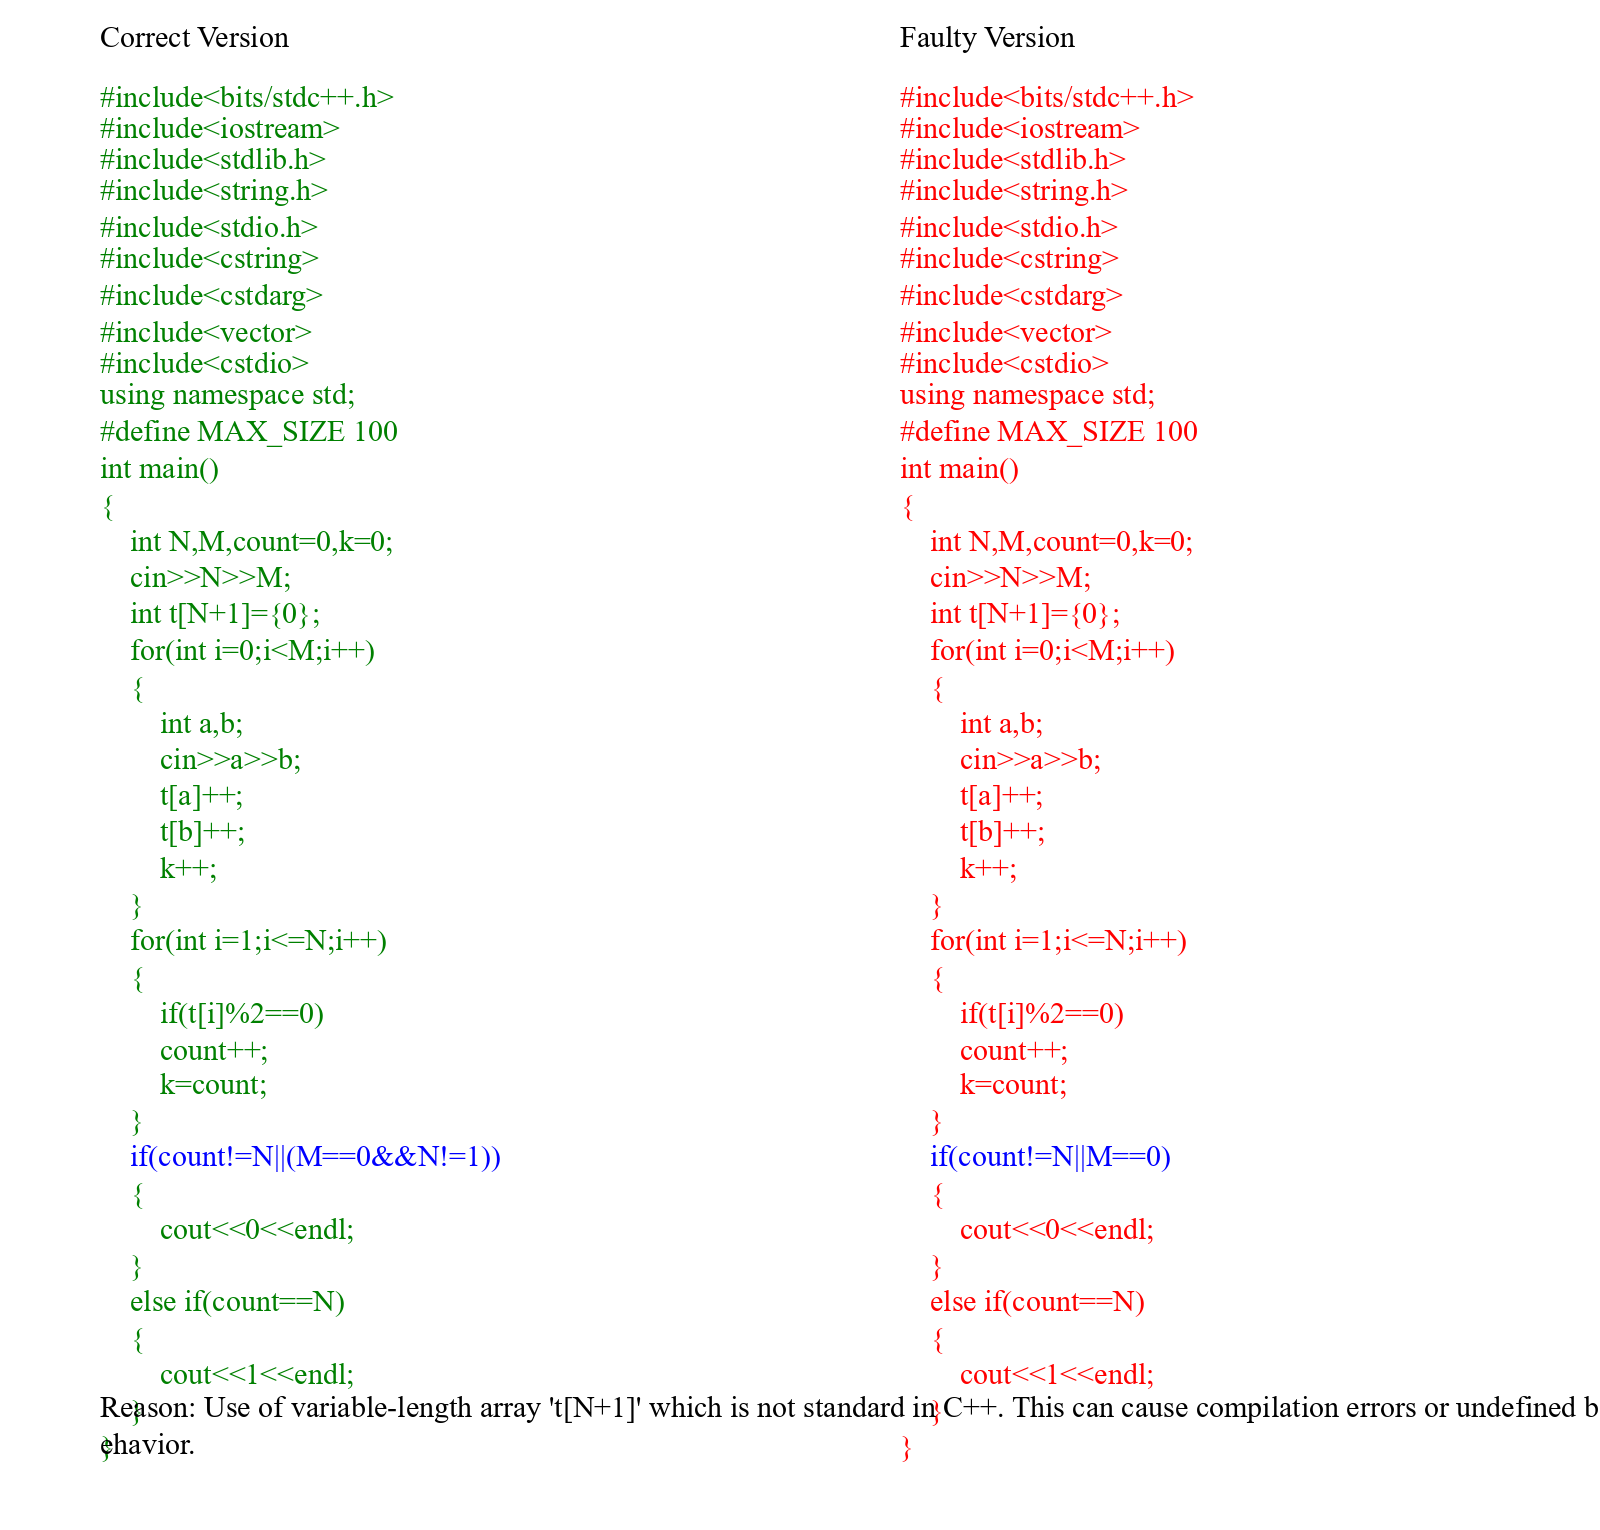 Correct Version
#include<bits/stdc++.h>
#include<iostream>
#include<stdlib.h>
#include<string.h>
#include<stdio.h>
#include<cstring>
#include<cstdarg>
#include<vector>
#include<cstdio>
using namespace std;
#define MAX_SIZE 100
int main()
{
    int N,M,count=0,k=0;
    cin>>N>>M;
    int t[N+1]={0};
    for(int i=0;i<M;i++)
    {
        int a,b;
        cin>>a>>b;
        t[a]++;
        t[b]++;
        k++;
    }
    for(int i=1;i<=N;i++)
    {
        if(t[i]%2==0)
        count++;
        k=count;
    }
    if(count!=N||(M==0&&N!=1))
    {
        cout<<0<<endl;
    }
    else if(count==N)
    {
        cout<<1<<endl;
    }
}
Faulty Version
#include<bits/stdc++.h>
#include<iostream>
#include<stdlib.h>
#include<string.h>
#include<stdio.h>
#include<cstring>
#include<cstdarg>
#include<vector>
#include<cstdio>
using namespace std;
#define MAX_SIZE 100
int main()
{
    int N,M,count=0,k=0;
    cin>>N>>M;
    int t[N+1]={0};
    for(int i=0;i<M;i++)
    {
        int a,b;
        cin>>a>>b;
        t[a]++;
        t[b]++;
        k++;
    }
    for(int i=1;i<=N;i++)
    {
        if(t[i]%2==0)
        count++;
        k=count;
    }
    if(count!=N||M==0)
    {
        cout<<0<<endl;
    }
    else if(count==N)
    {
        cout<<1<<endl;
    }
}
Reason: Use of variable-length array 't[N+1]' which is not standard in C++. This can cause compilation errors or undefined b
ehavior.